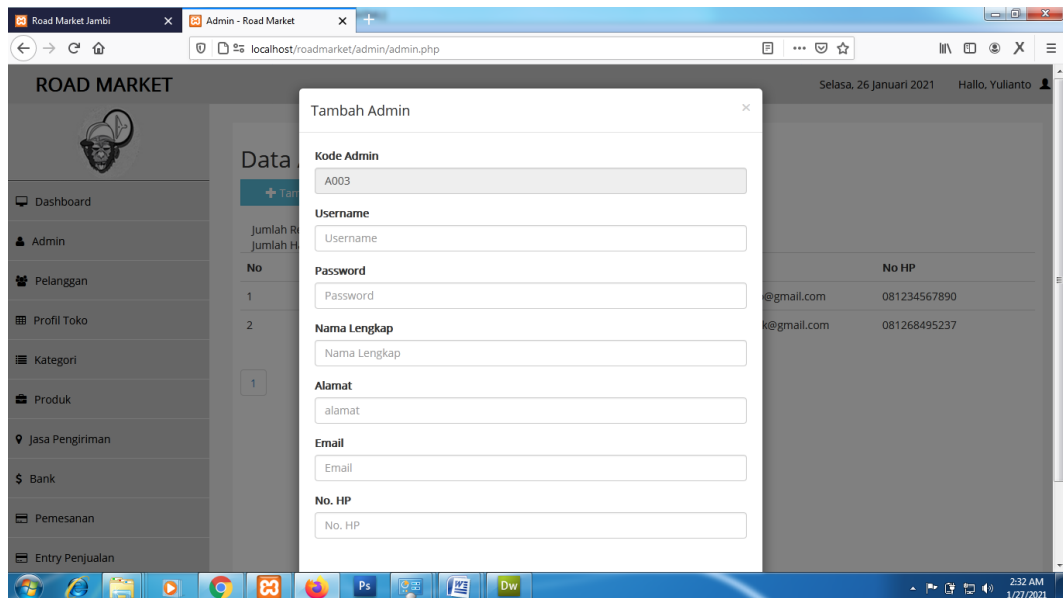 Road Market Jambi
Admin - Road Market
localhost/roadmarket/admin/admin.php
ROAD MARKET
Selasa, 26 Januari 2021
Hallo, Yulianto
Dashboard
Admin
Pelanggan
Profil Toko
Kategori
Produk
Jasa Pengiriman
$ Bank
Pemesanan
Entry Penjualan
Data
Jumlah
Jumlah
No
No HP
1
@gmail.com
081234567890
2
k@gmail.com
081268495237
1
Tambah Admin
×
Kode Admin
A003
Username
Username
Password
Password
Nama Lengkap
Nama Lengkap
Alamat
alamat
Email
Email
No. HP
No. HP
Ps
Dw
2:32 AM
1/27/2021